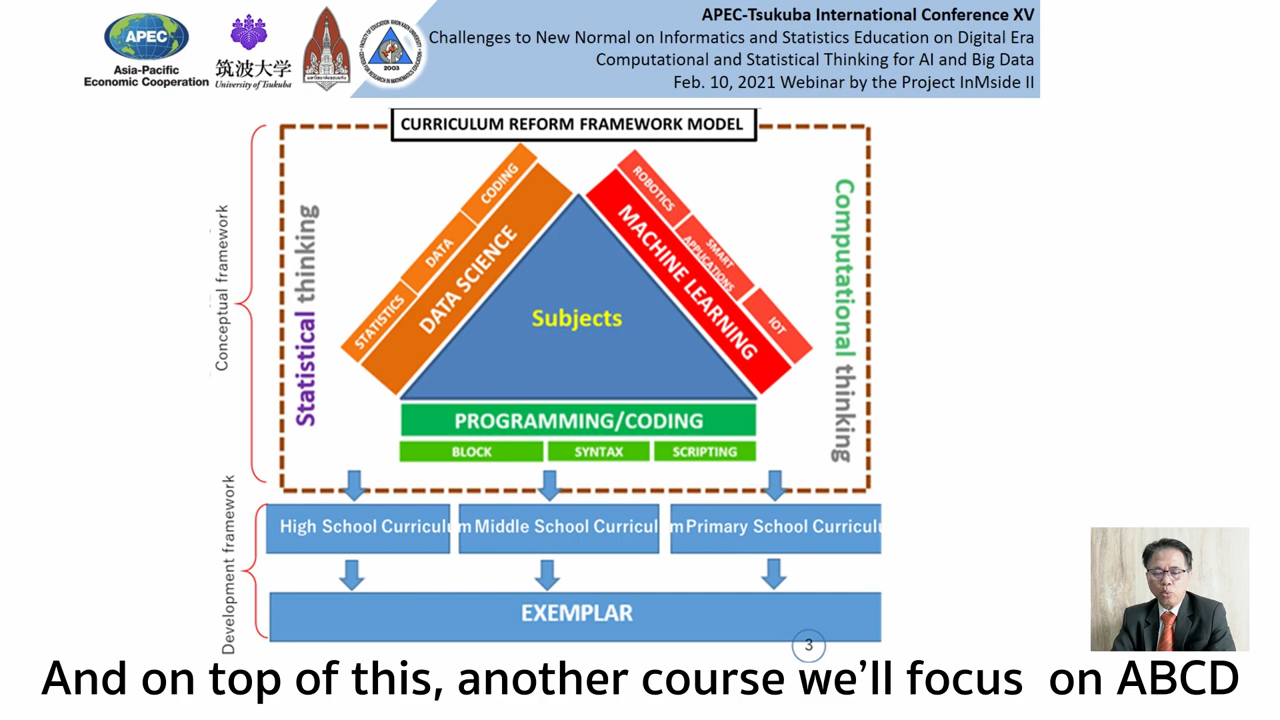 APEC-Tsukuba International Conference XV
Challenges to New Normal on Informatics and Statistics Education on Digital Era
Computational and Statistical Thinking for AI and Big Data
Feb. 10, 2021 Webinar by the Project InMside II
APEC
Asia-Pacific
Economic Cooperation
筑波大学
University of Tsukuba
2003
CURRICULUM REFORM FRAMEWORK MODEL
Conceptual framework
Statistical thinking
STATISTICS
DATA
CODING
DATA SCIENCE
Subjects
MACHINE LEARNING
ROBOTICS
SMART
APPLICATIONS
IOT
Computational thinking
PROGRAMMING/CODING
BLOCK
SYNTAX
SCRIPTING
Development framework
High School Curriculum
Middle School Curricul m
Primary School Curricul
EXEMPLAR
3
And on top of this, another course we'll focus on ABCD